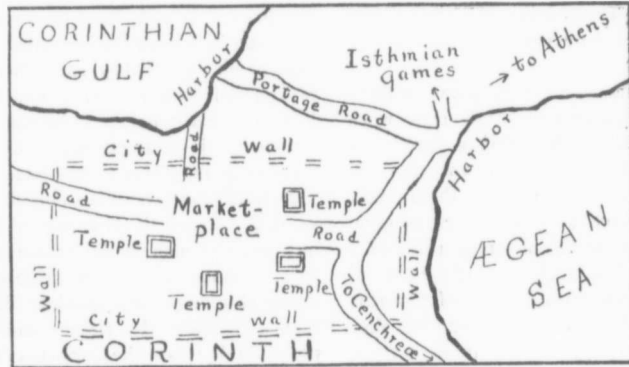 CORINTHIAN
GULF
Harbor
Portage Road
Isthmian
games
to Athens
Harbor
City Wall
Road
Road
Market-
place
Temple
Temple
Road
Temple
Temple
Wall
Wall
ÆGEAN
SEA
To Cenchreæ
City Wall
CORINTH